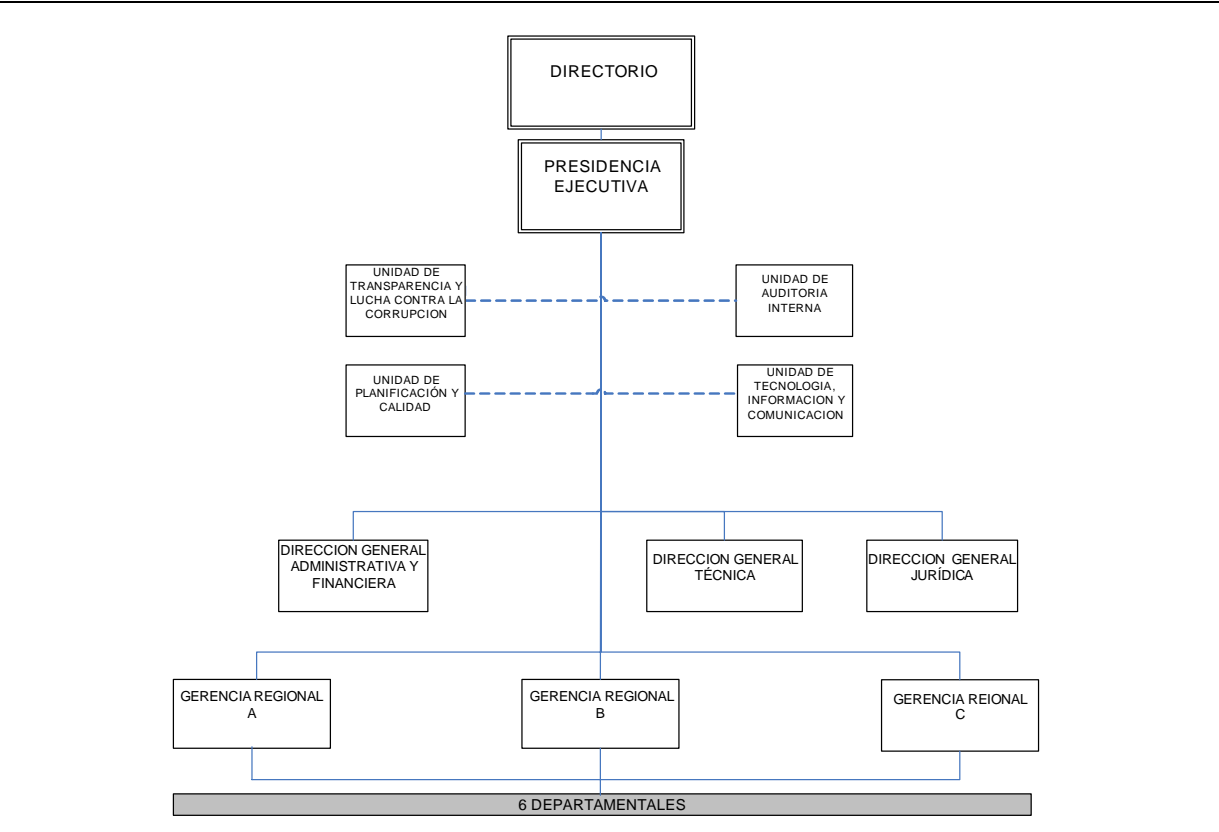 DIRECTORIO
PRESIDENCIA
EJECUTIVA
UNIDAD DE
TRANSPARENCIA Y
LUCHA CONTRA LA
CORRUPCION
UNIDAD DE
AUDITORIA
INTERNA
UNIDAD DE
PLANIFICACIÓN Y
CALIDAD
UNIDAD DE
TECNOLOGIA,
INFORMACION Y
COMUNICACION
DIRECCION GENERAL
ADMINISTRATIVA Y
FINANCIERA
DIRECCION GENERAL
TÉCNICA
DIRECCION GENERAL
JURÍDICA
GERENCIA REGIONAL
A
GERENCIA REGIONAL
B
GERENCIA REIONAL
C
6 DEPARTAMENTALES